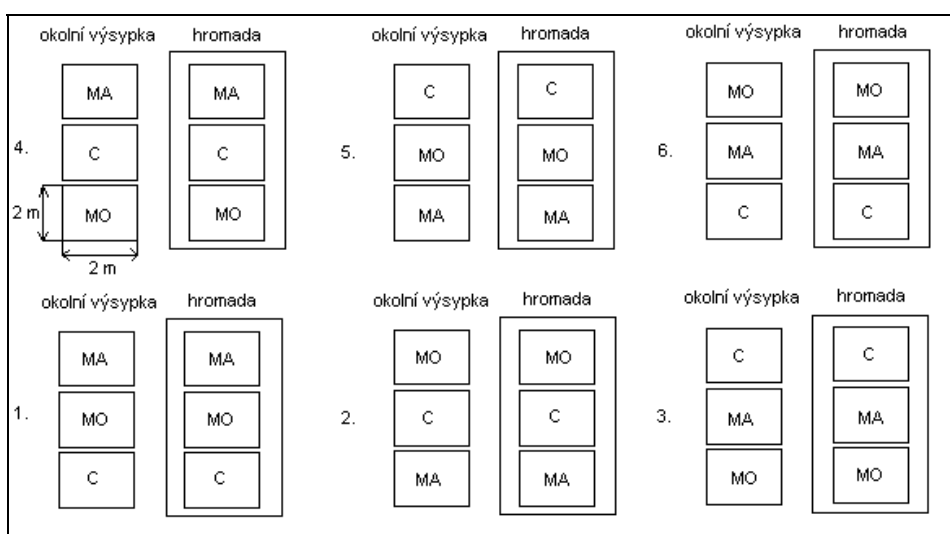 okolní výsypka hromada okolní výsypka hromada okolní výsypka hromada
MA MA C C MO MO
4. C C 5. MO MO 6. MA MA
2 m MO MO MA MA C C
2 m
okolní výsypka hromada okolní výsypka hromada okolní výsypka hromada
MA MA MO MO C C
1. MO MO 2. C C 3. MA MA
C C MA MA MO MO